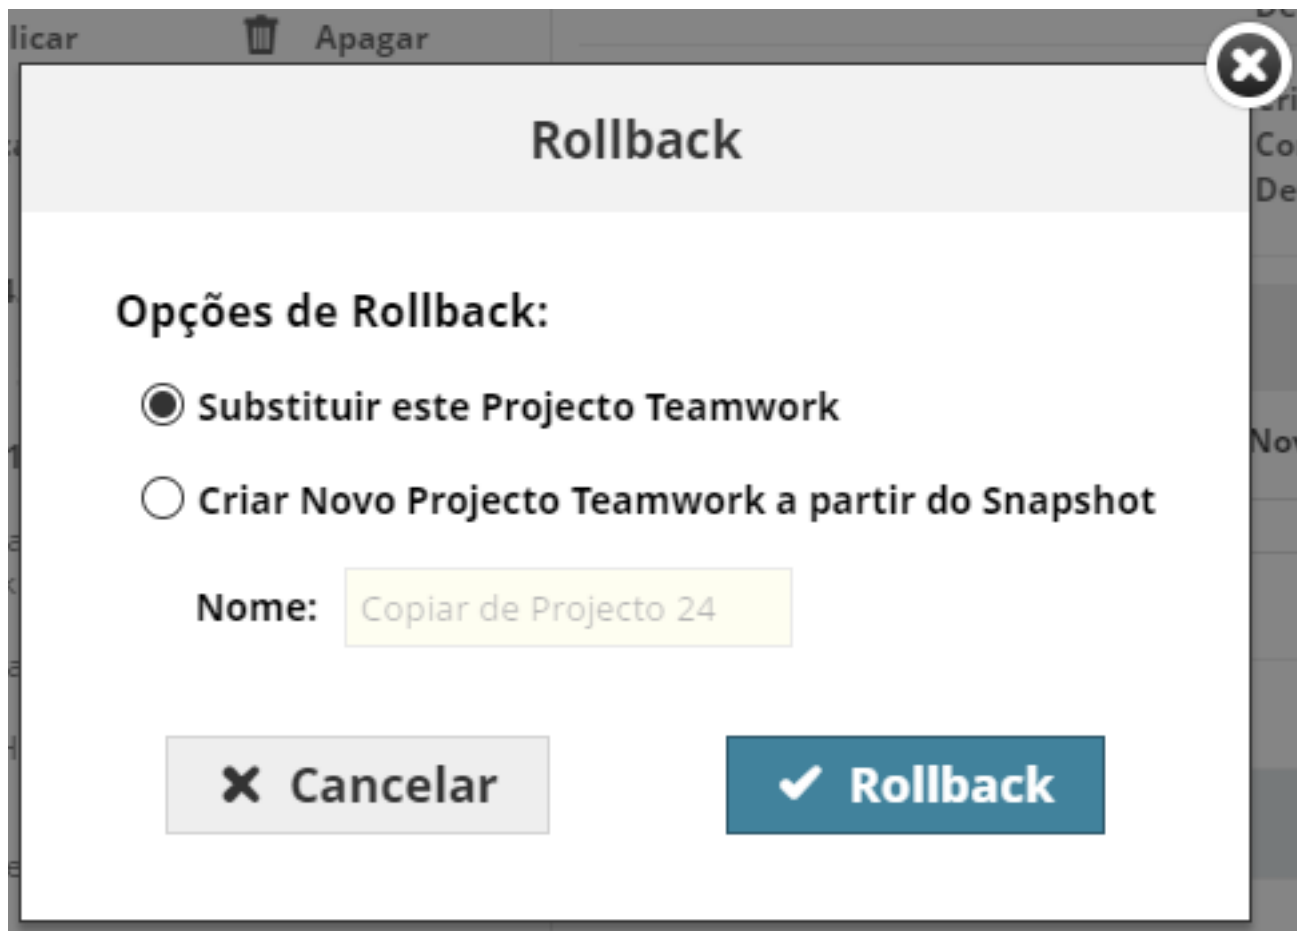 Apagar
Rollback
Opções de Rollback:
Substituir este Projecto Teamwork
Criar Novo Projecto Teamwork a partir do Snapshot
Nome: Copiar de Projecto 24
Cancelar
Rollback